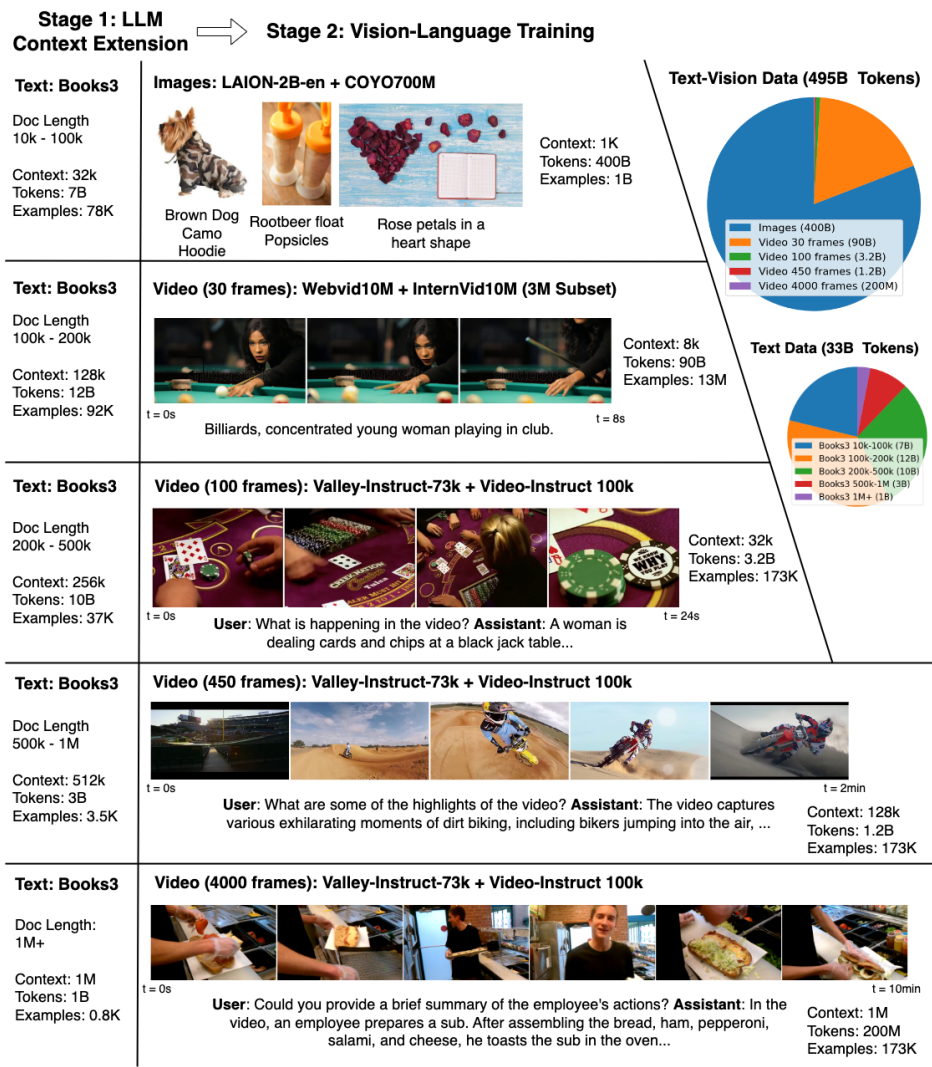 Stage 1: LLM
Context Extension
Stage 2: Vision-Language Training
Text: Books3
Doc Length
10k - 100k
Context: 32k
Tokens: 7B
Examples: 78K
Images: LAION-2B-en + COYO700M
Brown Dog
Camo
Hoodie
Rootbeer float
Popsicles
Rose petals in a
heart shape
Context: 1K
Tokens: 400B
Examples: 1B
Text-Vision Data (495B Tokens)
Images (400B)
Video 30 frames (90B)
Video 100 frames (3.2B)
Video 450 frames (1.2B)
Video 4000 frames (200M)
Text: Books3
Doc Length
100k - 200k
Context: 128k
Tokens: 12B
Examples: 92K
Video (30 frames): Webvid10M + InternVid10M (3M Subset)
t = 0s
t = 8s
Billiards, concentrated young woman playing in club.
Context: 8k
Tokens: 90B
Examples: 13M
Text Data (33B Tokens)
Books3 10k-100k (7B)
Books3 100k-200k (12B)
Book3 200k-500k (10B)
Books3 500k-1M (3B)
Books3 1M+ (1B)
Text: Books3
Doc Length
200k - 500k
Context: 256k
Tokens: 10B
Examples: 37K
Video (100 frames): Valley-Instruct-73k + Video-Instruct 100k
WHY
t = 0s
t = 24s
User: What is happening in the video? Assistant: A woman is
dealing cards and chips at a black jack table...
Context: 32k
Tokens: 3.2B
Examples: 173K
Text: Books3
Doc Length
500k - 1M
Context: 512k
Tokens: 3B
Examples: 3.5K
Video (450 frames): Valley-Instruct-73k + Video-Instruct 100k
t = 0s
t = 2min
User: What are some of the highlights of the video? Assistant: The video captures
various exhilarating moments of dirt biking, including bikers jumping into the air, ...
Context: 128k
Tokens: 1.2B
Examples: 173K
Text: Books3
Doc Length:
1M+
Context: 1M
Tokens: 1B
Examples: 0.8K
Video (4000 frames): Valley-Instruct-73k + Video-Instruct 100k
t = 0s
t = 10min
User: Could you provide a brief summary of the employee's actions? Assistant: In the
video, an employee prepares a sub. After assembling the bread, ham, pepperoni,
salami, and cheese, he toasts the sub in the oven...
Context: 1M
Tokens: 200M
Examples: 173K